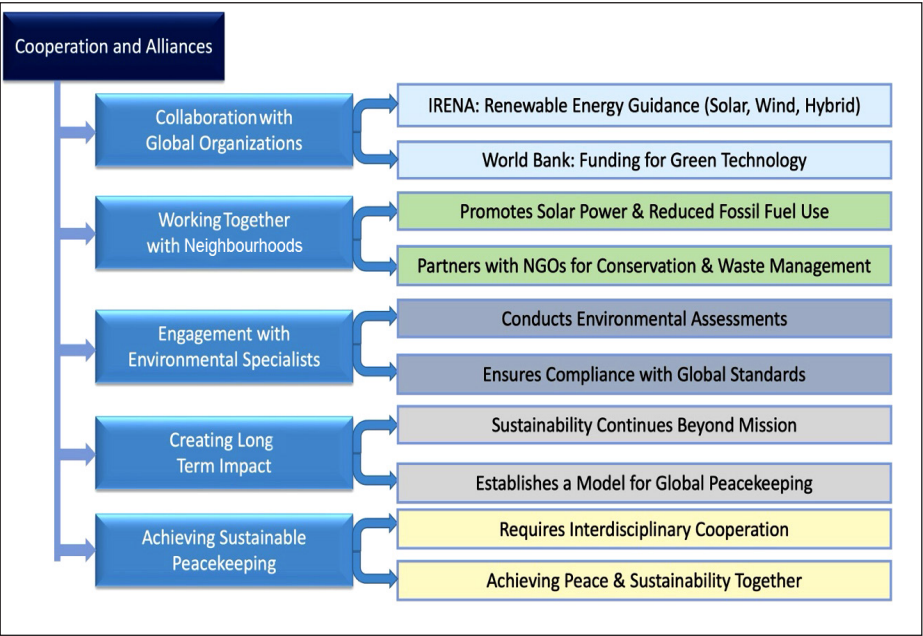 Cooperation and Alliances
Collaboration with
Global Organizations
IRENA: Renewable Energy Guidance (Solar, Wind, Hybrid)
World Bank: Funding for Green Technology
Working Together
with Neighbourhoods
Promotes Solar Power & Reduced Fossil Fuel Use
Partners with NGOs for Conservation & Waste Management
Engagement with
Environmental Specialists
Conducts Environmental Assessments
Ensures Compliance with Global Standards
Creating Long
Term Impact
Sustainability Continues Beyond Mission
Establishes a Model for Global Peacekeeping
Achieving Sustainable
Peacekeeping
Requires Interdisciplinary Cooperation
Achieving Peace & Sustainability Together